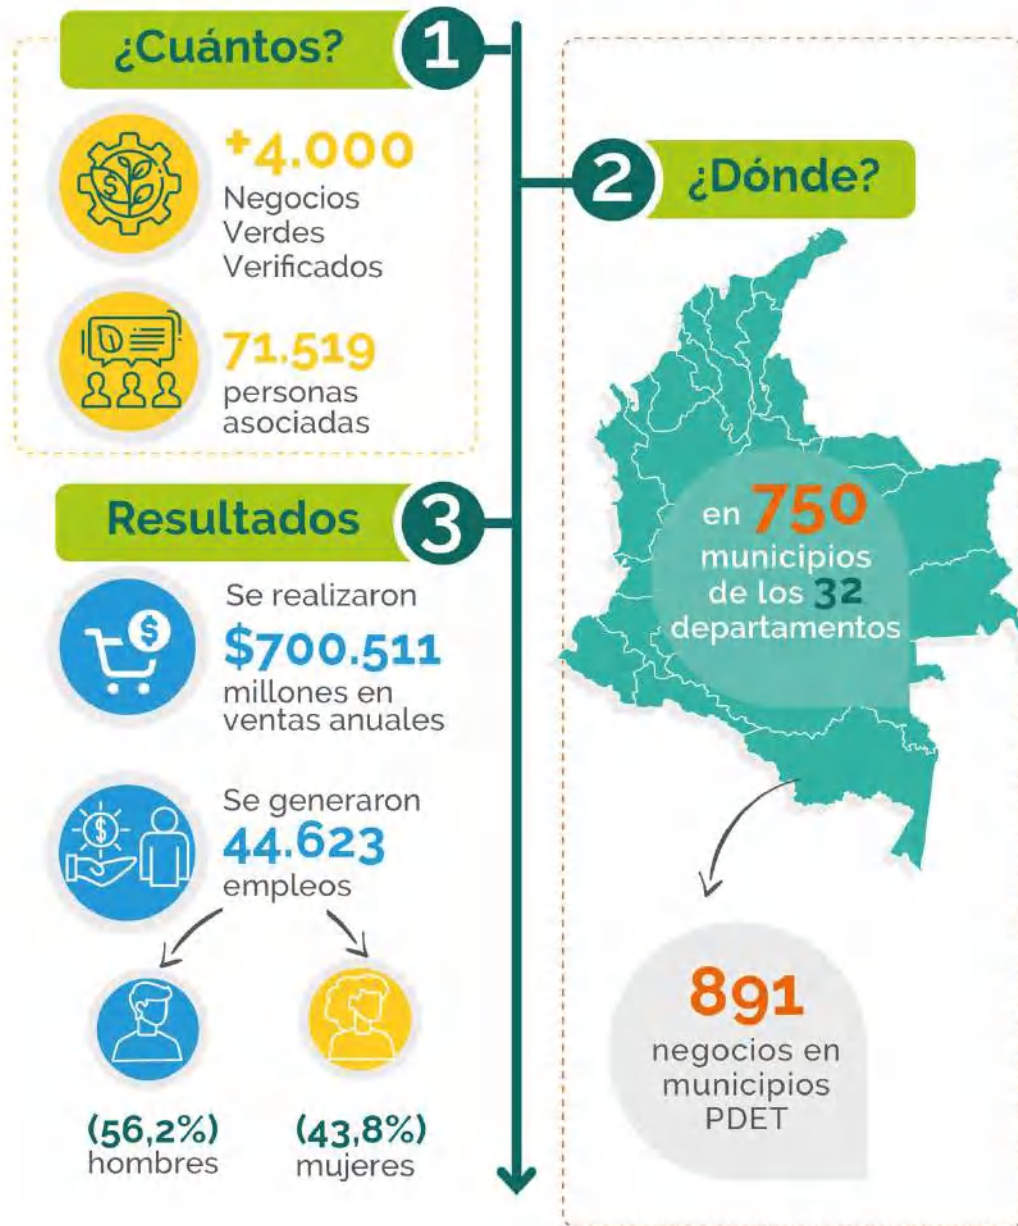 ¿Cuántos?
1
+4.000
Negocios
Verdes
Verificados
71.519
personas
asociadas
2
¿Dónde?
en 750
municipios
de los 32
departamentos
891
negocios en
municipios
PDET
Resultados
3
Se realizaron
$700.511
millones en
ventas anuales
Se generaron
44.623
empleos
(56,2%)
hombres
(43,8%)
mujeres